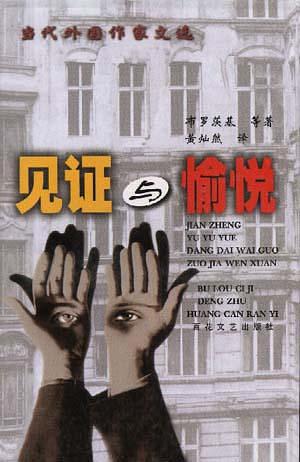 当代外国作家文选
布罗茨基 等著
黄灿然 译
见证与愉悦
JIAN ZHENG
YU YU YUE
DANG DAI WAI GUO
ZUO JIA WEN XUAN
BU LOU CI JI
DENG ZHU
HUANG CAN RAN YI
百花文艺出版社